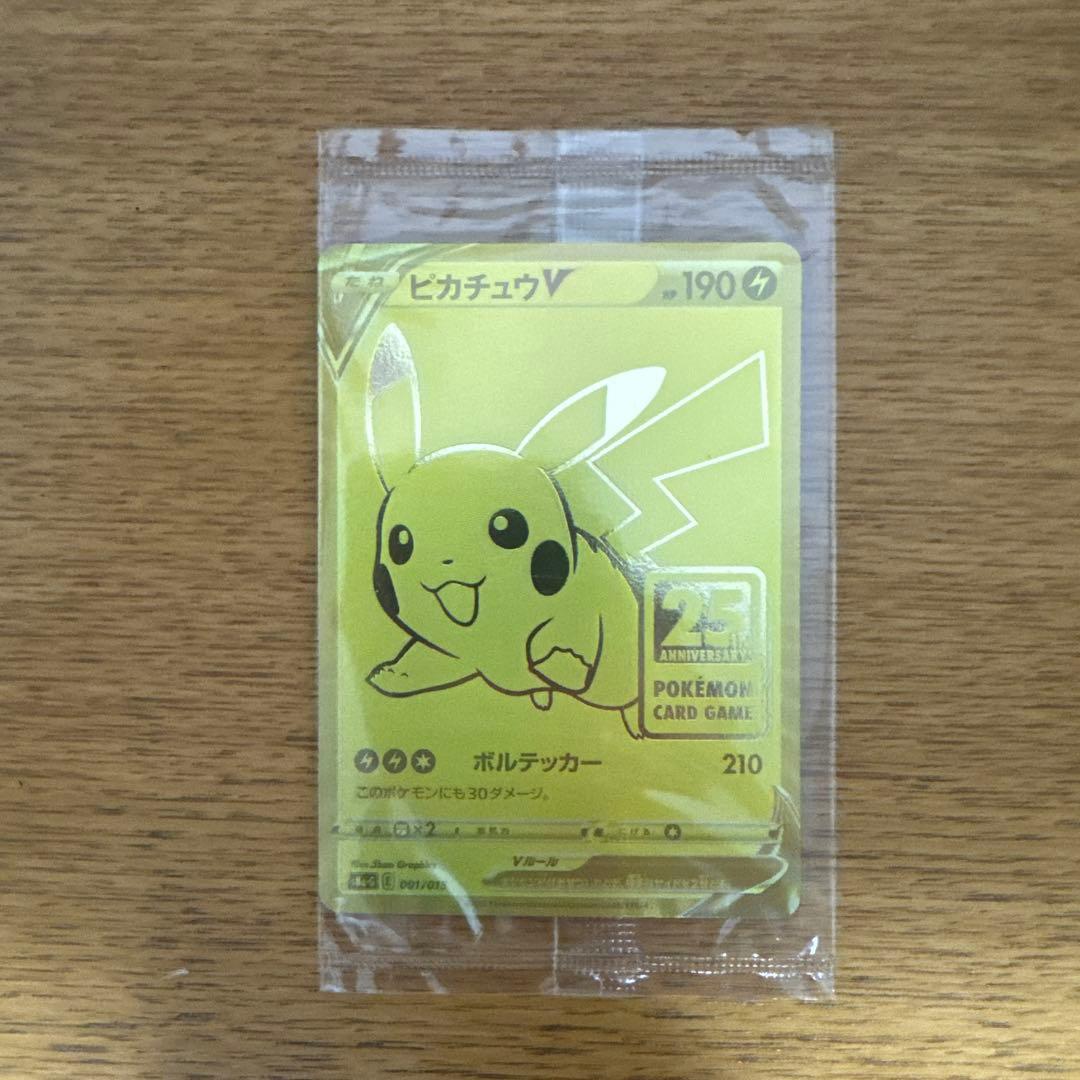 たね ピカチュウV HP 190
25th
ANNIVERSARY
POKÉMON
CARD GAME
ボルテッカー 210
このポケモンにも30ダメージ。
×2
Vルール
E 001/015